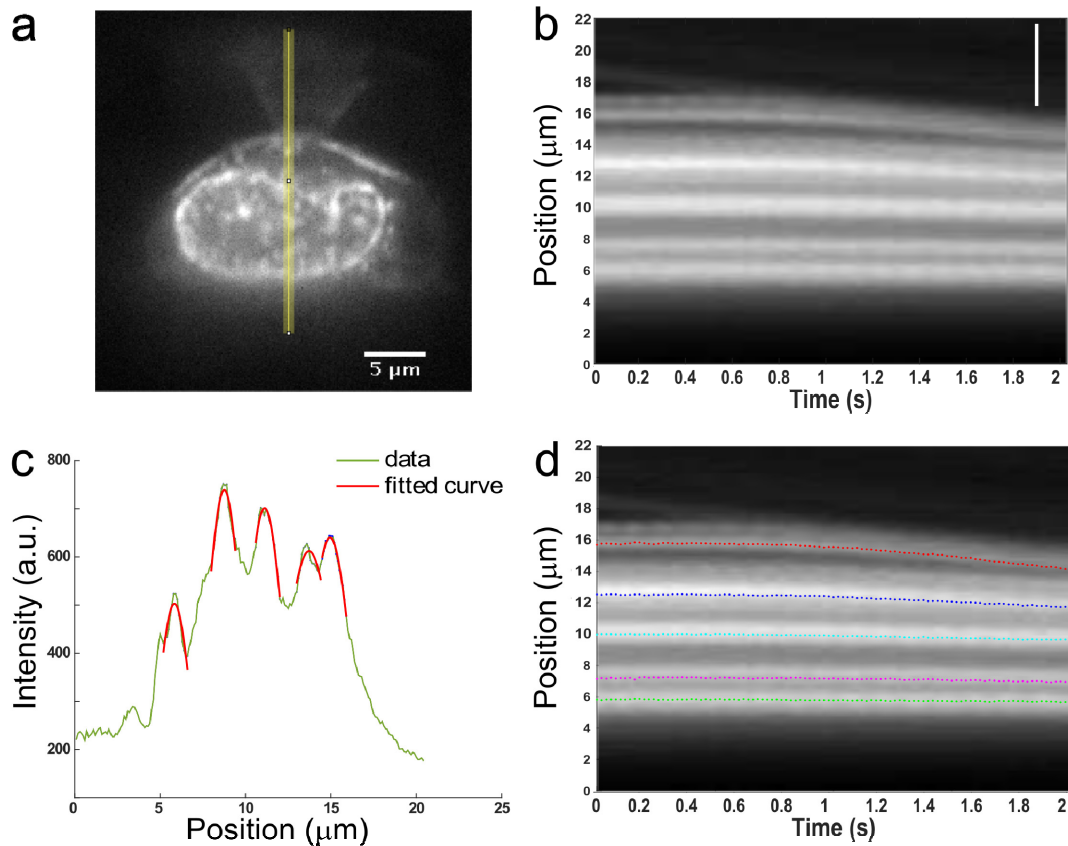 a
5 μm
b
Position (μm)
22
20
18
16
14
12
10
8
6
4
2
0
0 0.2 0.4 0.6 0.8 1 1.2 1.4 1.6 1.8 2
Time (s)
c
data
fitted curve
Intensity (a.u.)
800
600
400
200
0 5 10 15 20 25
Position (μm)
d
Position (μm)
22
20
18
16
14
12
10
8
6
4
2
0
0 0.2 0.4 0.6 0.8 1 1.2 1.4 1.6 1.8 2
Time (s)